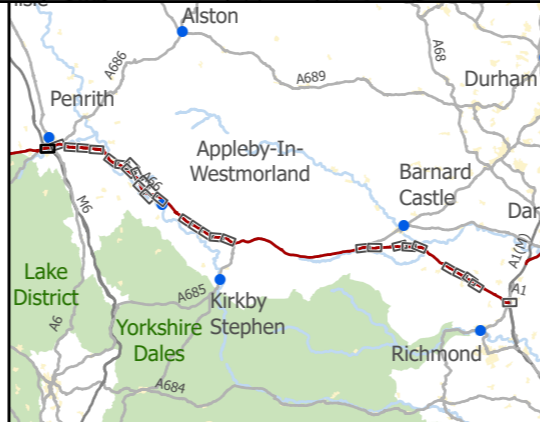 lisle
Alston
A686
A68
A689
Durham
Penrith
Appleby-In-
Westmorland
A66
Barnard
Castle
Dar
M6
A1(M)
Lake
District
A685
Kirkby
Stephen
A1
A6
Yorkshire
Dales
Richmond
A684